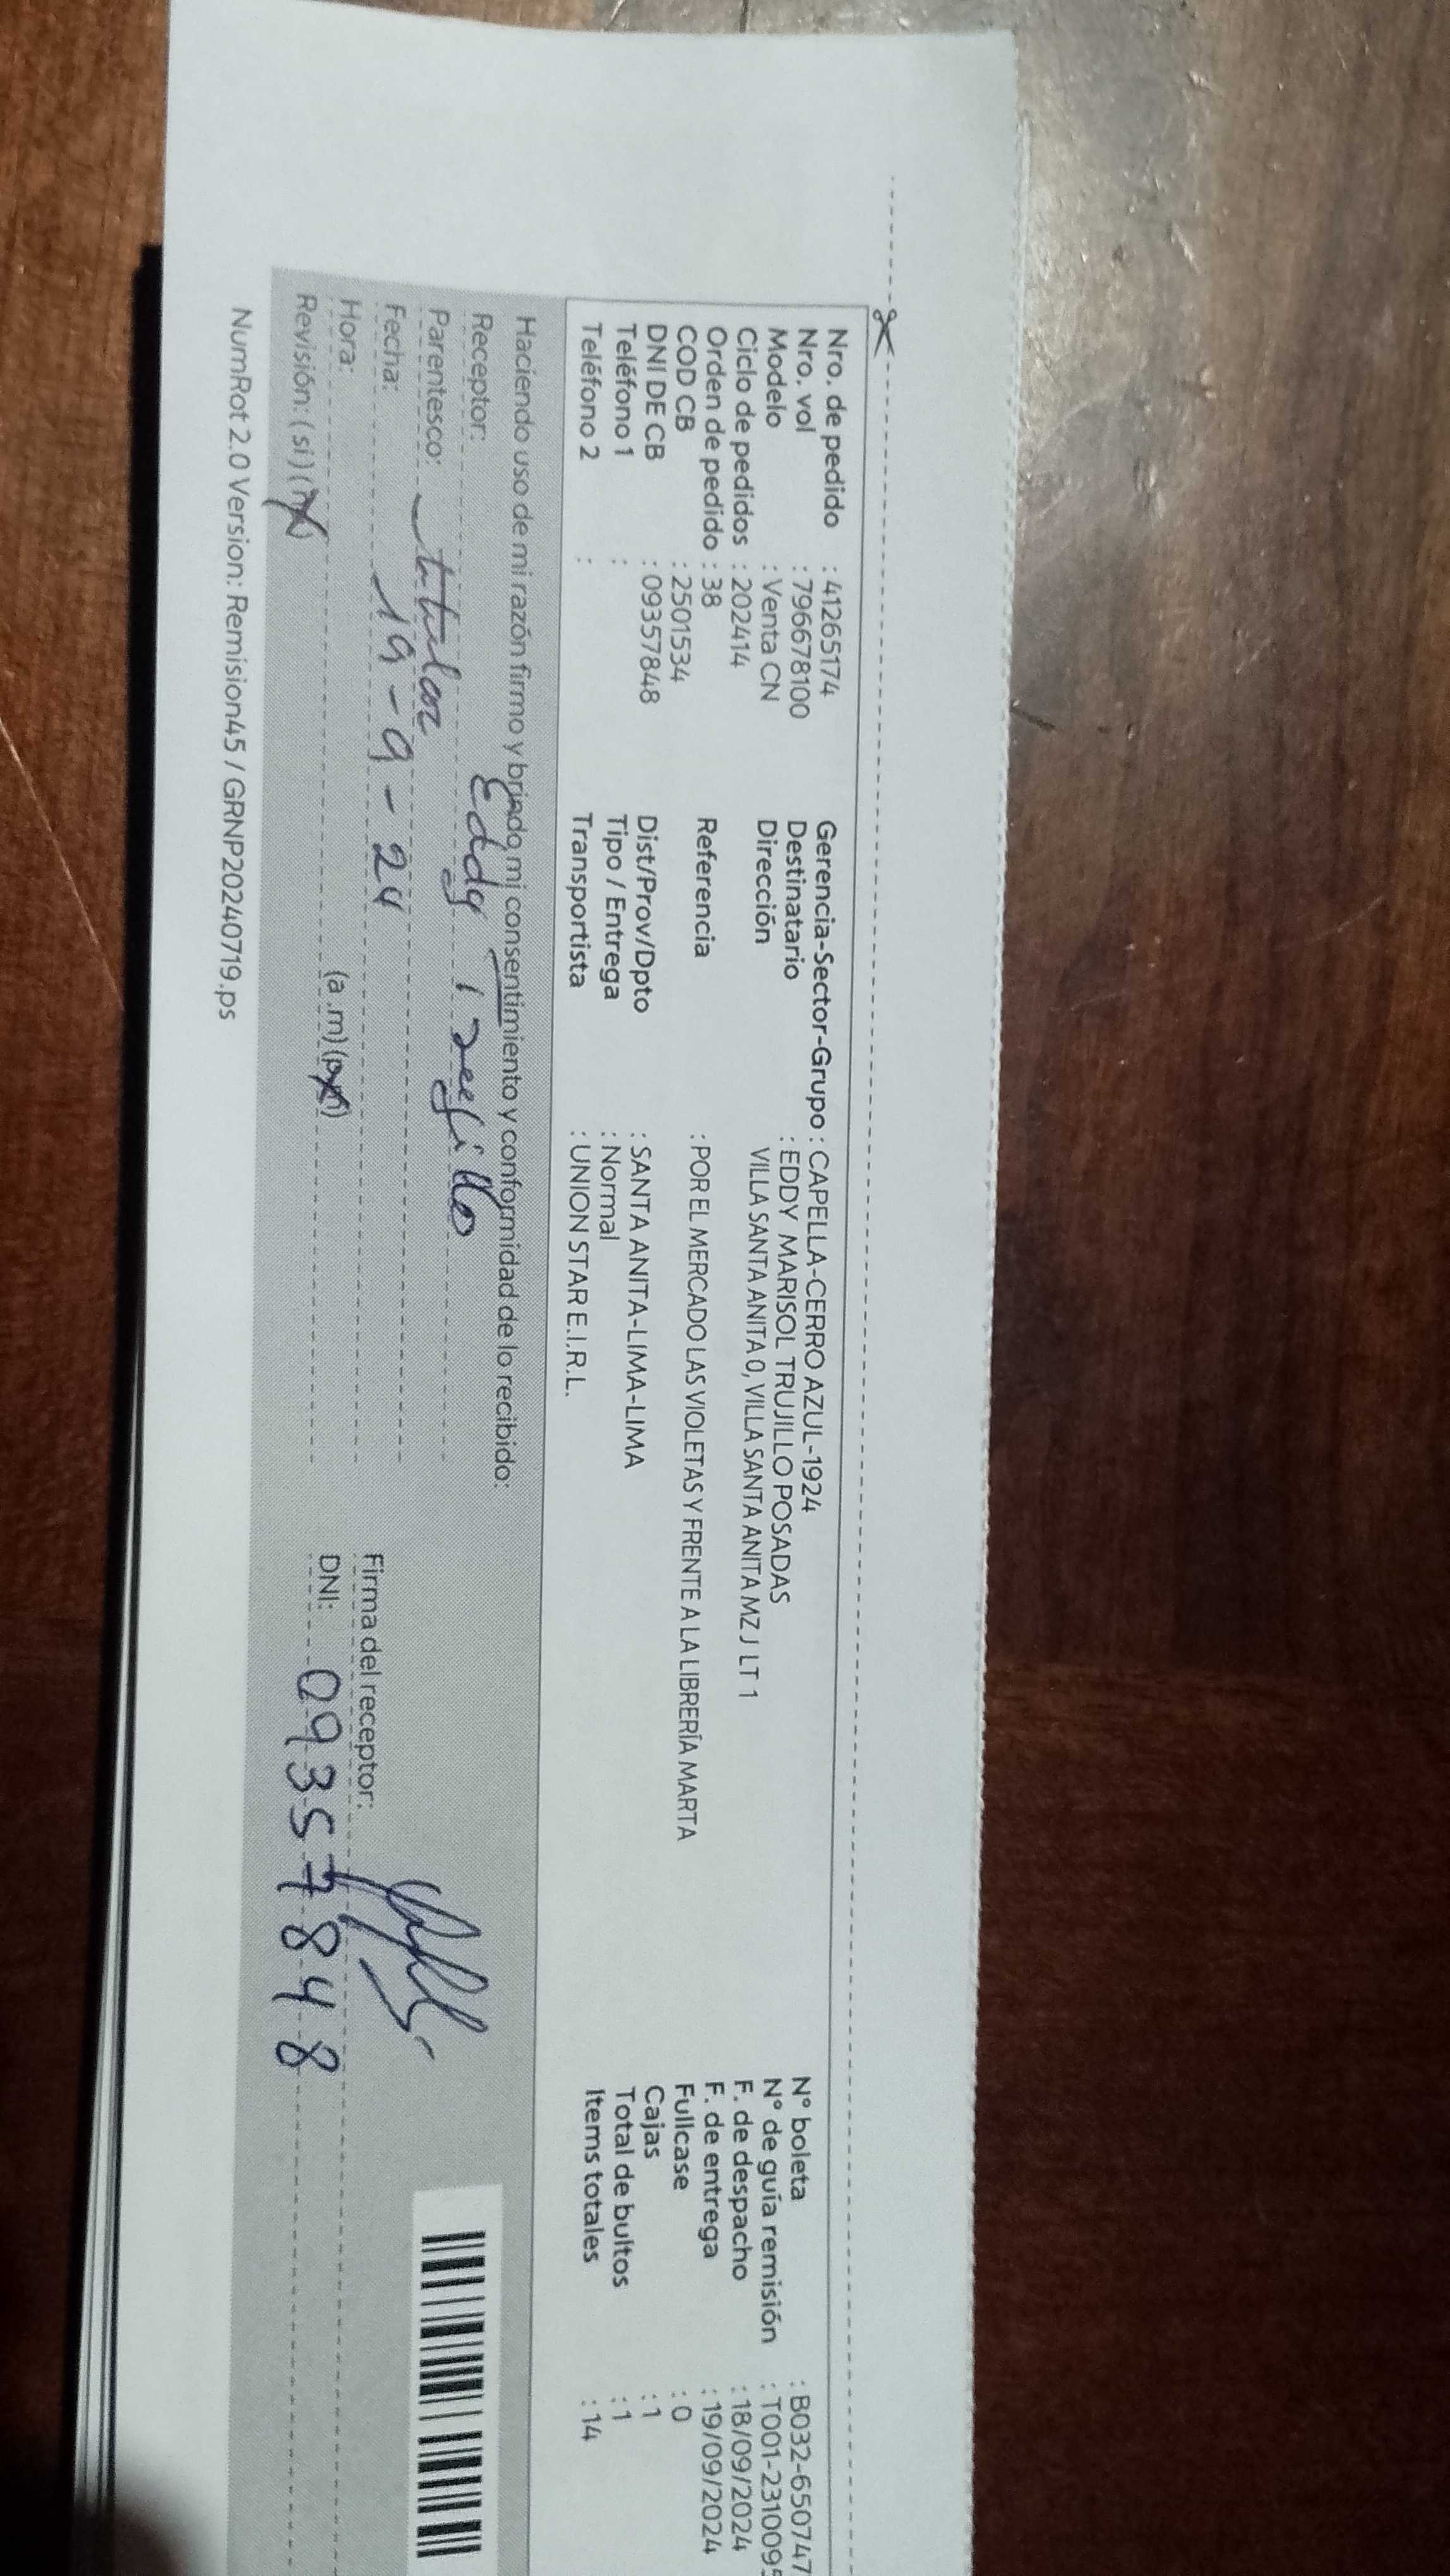 Nro. de pedido : 41265174
Nro. vol : 7966678100
Modelo : Venta CN
Ciclo de pedidos : 202414
Orden de pedido : 38
COD CB : 2501534
DNI DE CB : 09357848
Teléfono 1 :
Teléfono 2 :
Gerencia-Sector-Grupo : CAPELLA-CERRO AZUL-1924
Destinatario : EDDY MARISOL TRUJILLO POSADAS
Dirección VILLA SANTA ANITA 0, VILLA SANTA ANITA MZ J LT 1
Referencia : POR EL MERCADO LAS VIOLETAS Y FRENTE A LA LIBRERÍA MARTA
Dist/Prov/Dpto : SANTA ANITA-LIMA-LIMA
Tipo / Entrega : Normal
Transportista : UNION STAR E.I.R.L.
N° boleta : B032-650747
N° de guía remisión : T001-2310095
F. de despacho : 18/09/2024
F. de entrega : 19/09/2024
Fullcase : 0
Cajas : 1
Total de bultos : 1
Items totales : 14
Haciendo uso de mi razón firmo y brindo mi consentimiento y conformidad de lo recibido:
Receptor: Eddy Trujillo
Parentesco: titular
Fecha: 19-9-24
Hora: (a.m) (p.m)
Revisión: (si) (no)
Firma del receptor:
DNI: 09357848
NumRot 2.0 Version: Remision45 / GRNP20240719.ps